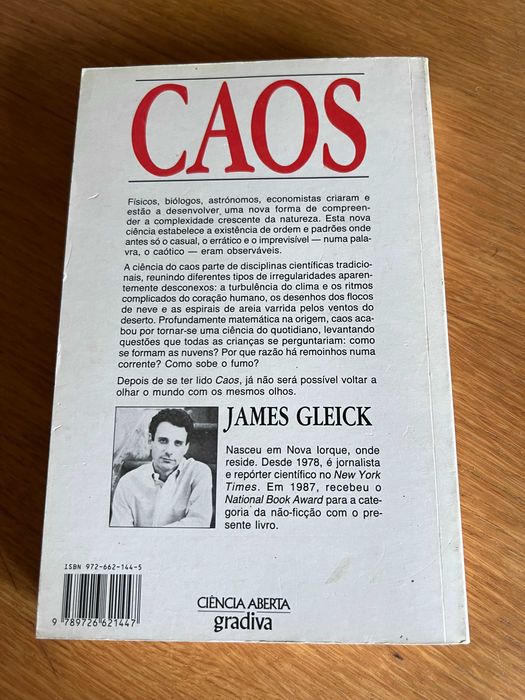 CAOS
Físicos, biólogos, astrónomos, economistas criaram e
estão a desenvolver uma nova forma de compreen-
der a complexidade crescente da natureza. Esta nova
ciência estabelece a existência de ordem e padrões onde
antes só o casual, o errático e o imprevisível — numa pala-
vra, o caótico — eram observáveis.
A ciência do caos parte de disciplinas científicas tradicio-
nais, reunindo diferentes tipos de irregularidades aparen-
temente desconexos: a turbulência do clima e os ritmos
complicados do coração humano, os desenhos dos flocos
de neve e as espirais de areia varrida pelos ventos do
deserto. Profundamente matemática na origem, caos aca-
bou por tornar-se uma ciência do quotidiano, levantando
questões que todas as crianças se perguntariam: como
se formam as nuvens? Por que razão há remoinhos numa
corrente? Como sobe o fumo?
Depois de se ter lido Caos, já não será possível voltar a
olhar o mundo com os mesmos olhos.
JAMES GLEICK
Nasceu em Nova Iorque, onde
reside. Desde 1978, é jornalista
e repórter científico no New York
Times. Em 1987, recebeu o
National Book Award para a cate-
goria da não-ficção com o pre-
sente livro.
ISBN 972-662-144-5
9 789726 621447
CIÊNCIA ABERTA
gradiva